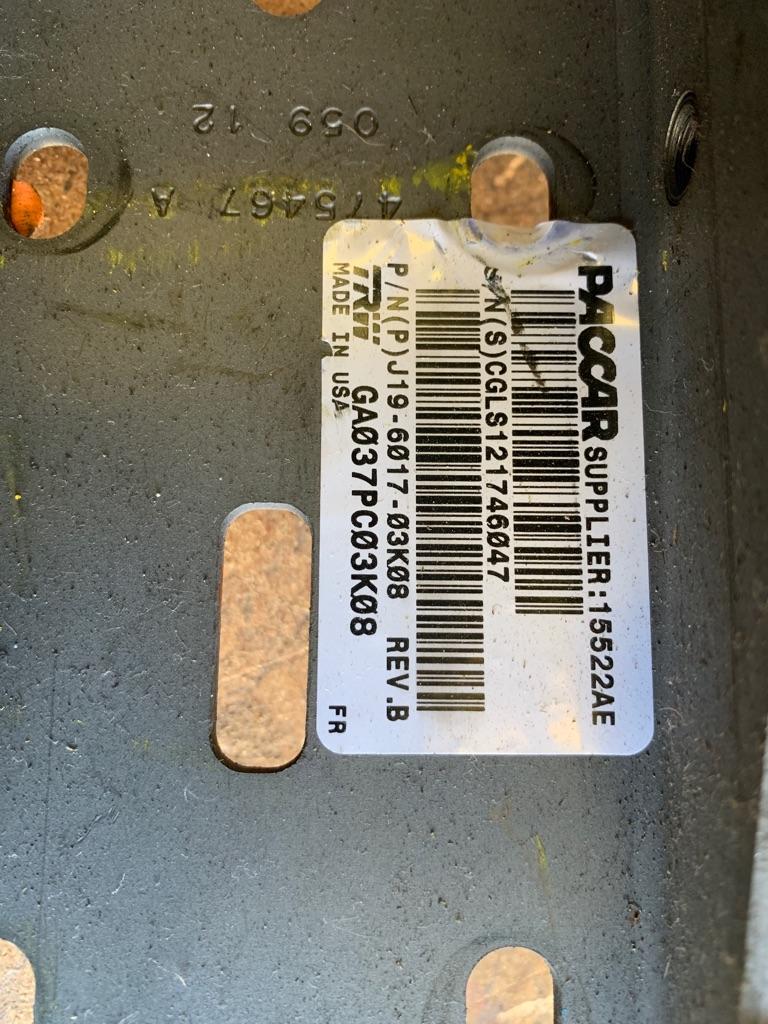 059 12
475467 A
PACCAR SUPPLIER:15522AE
S/N(S)CGLS121746047
P/N(P)J19-6017-03K08 REV.B
TRW GA037PC03K08
MADE IN USA FR